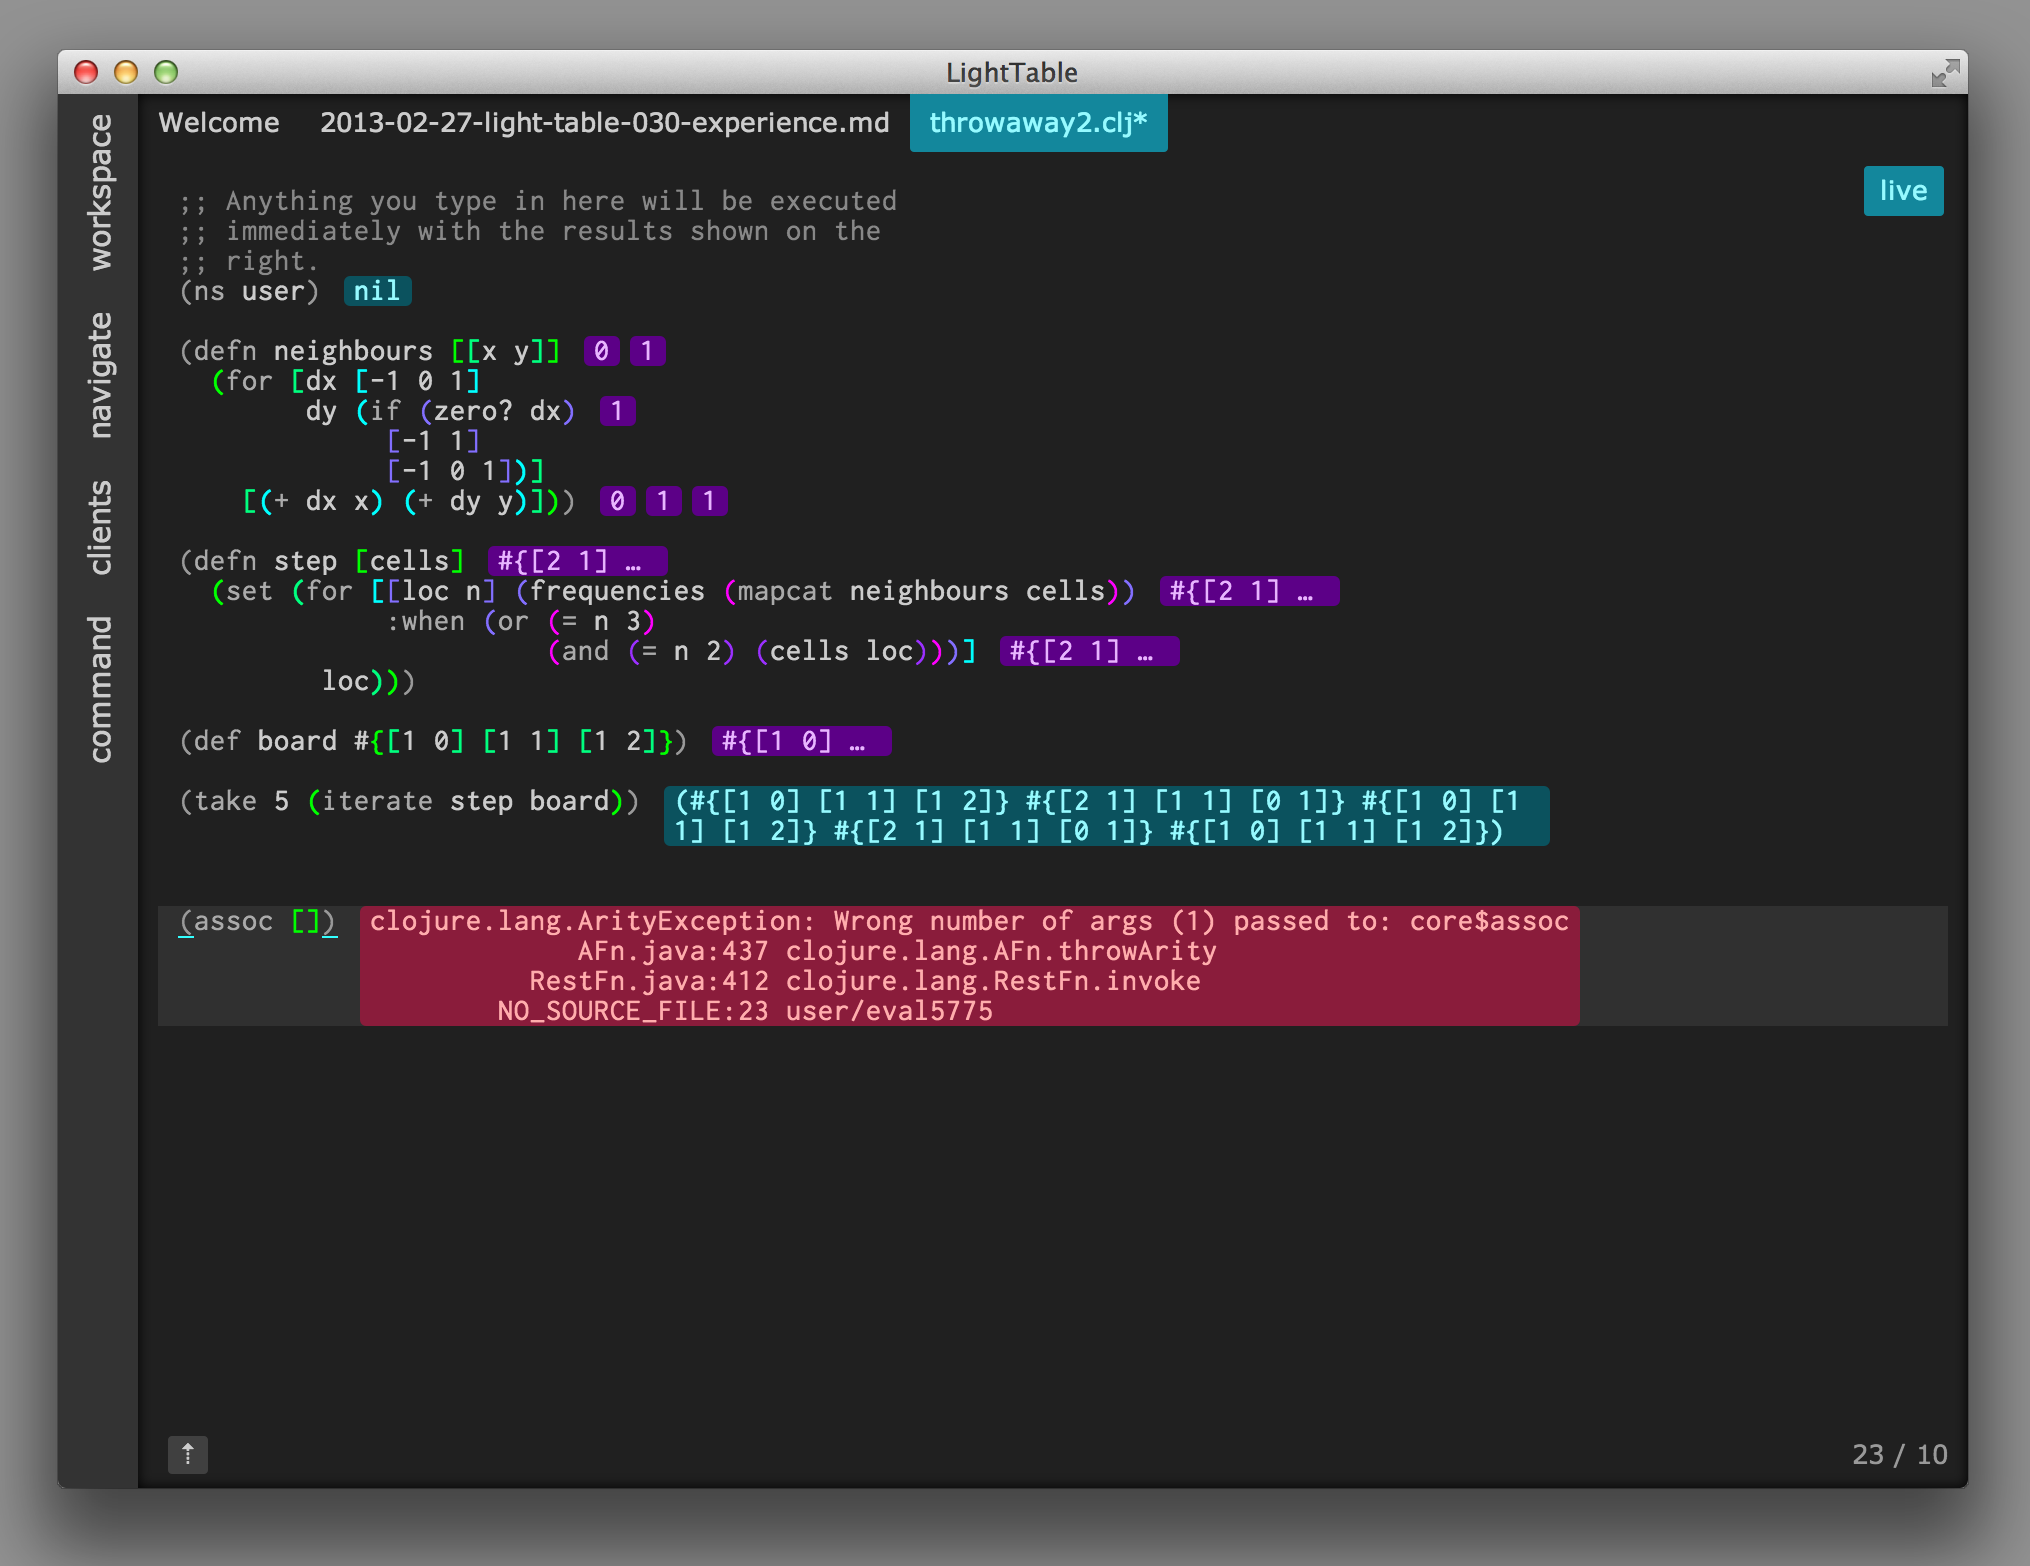 LightTable
workspace
navigate
clients
command
Welcome 2013-02-27-light-table-030-experience.md throwaway2.clj*
live
;; Anything you type in here will be executed
;; immediately with the results shown on the
;; right.
(ns user) nil
(defn neighbours [[x y]] 0 1
(for [dx [-1 0 1]
dy (if (zero? dx) 1
[-1 1]
[-1 0 1])]
[(+ dx x) (+ dy y)])) 0 1 1
(defn step [cells] #{[2 1] …
(set (for [[loc n] (frequencies (mapcat neighbours cells)) #{[2 1] …
:when (or (= n 3)
(and (= n 2) (cells loc)))] #{[2 1] …
loc)))
(def board #{[1 0] [1 1] [1 2]}) #{[1 0] …
(take 5 (iterate step board)) (#{[1 0] [1 1] [1 2]} #{[2 1] [1 1] [0 1]} #{[1 0] [1
1] [1 2]} #{[2 1] [1 1] [0 1]} #{[1 0] [1 1] [1 2]})
(assoc []) clojure.lang.ArityException: Wrong number of args (1) passed to: core$assoc
AFn.java:437 clojure.lang.AFn.throwArity
RestFn.java:412 clojure.lang.RestFn.invoke
NO_SOURCE_FILE:23 user/eval5775
23 / 10